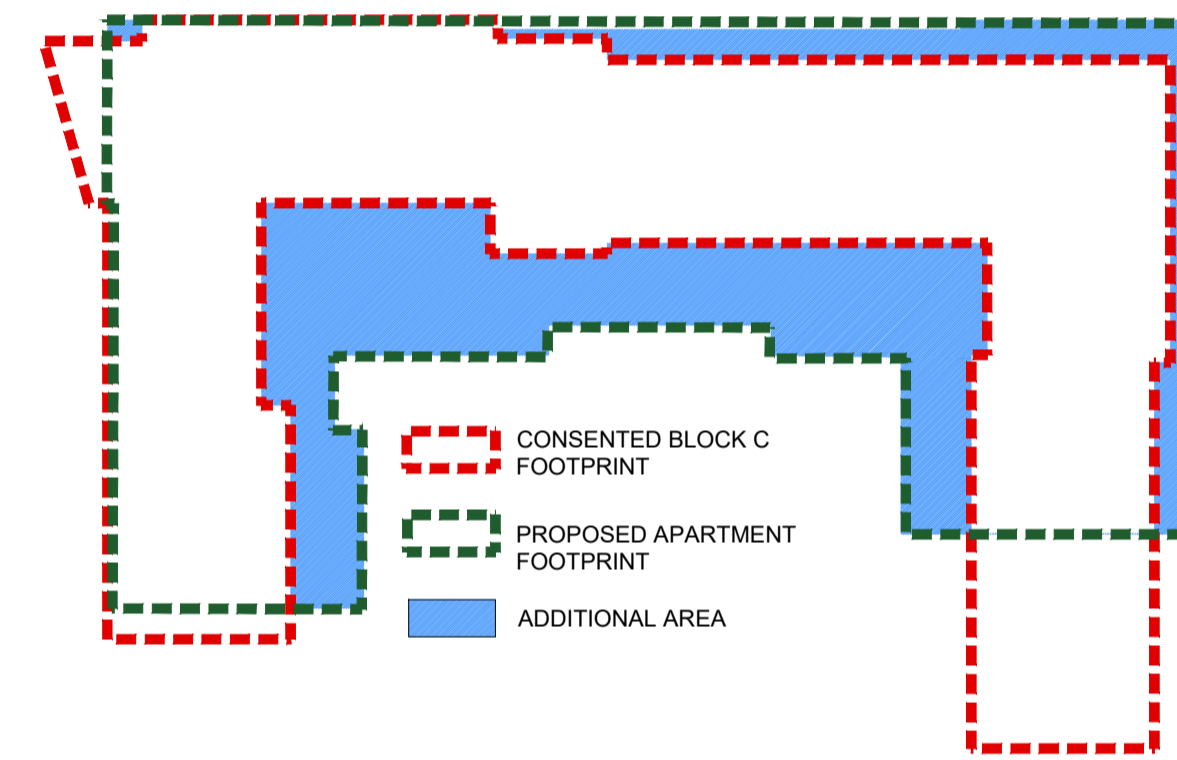 CONSENTED BLOCK C
FOOTPRINT
PROPOSED APARTMENT
FOOTPRINT
ADDITIONAL AREA